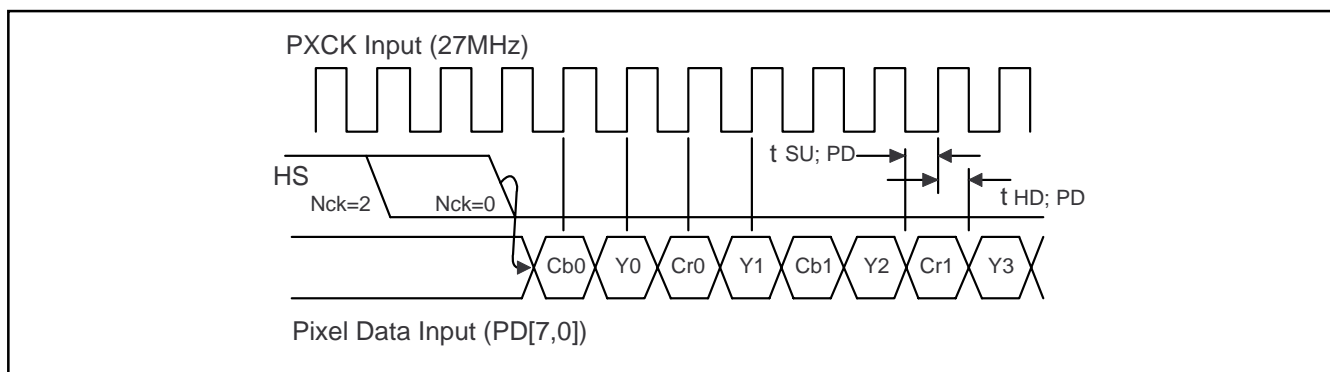 PXCK Input (27MHz)
t SU; PD
HS
Nck=2 Nck=0
t HD; PD
Cb0 Y0 Cr0 Y1 Cb1 Y2 Cr1 Y3
Pixel Data Input (PD[7,0])